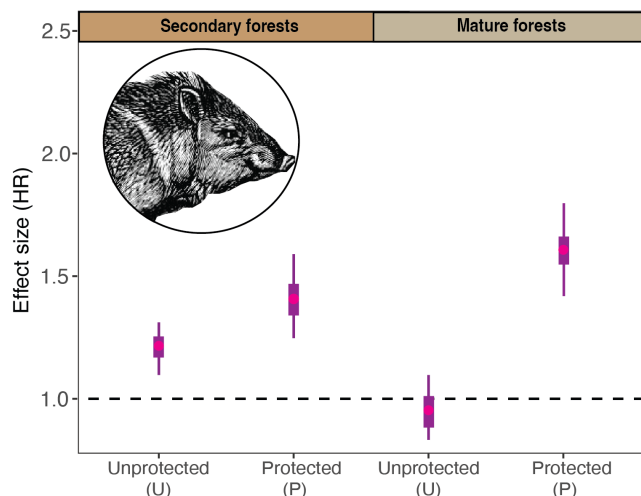 Secondary forests
Mature forests
2.5
2.0
1.5
1.0
Effect size (HR)
Unprotected
(U)
Protected
(P)
Unprotected
(U)
Protected
(P)